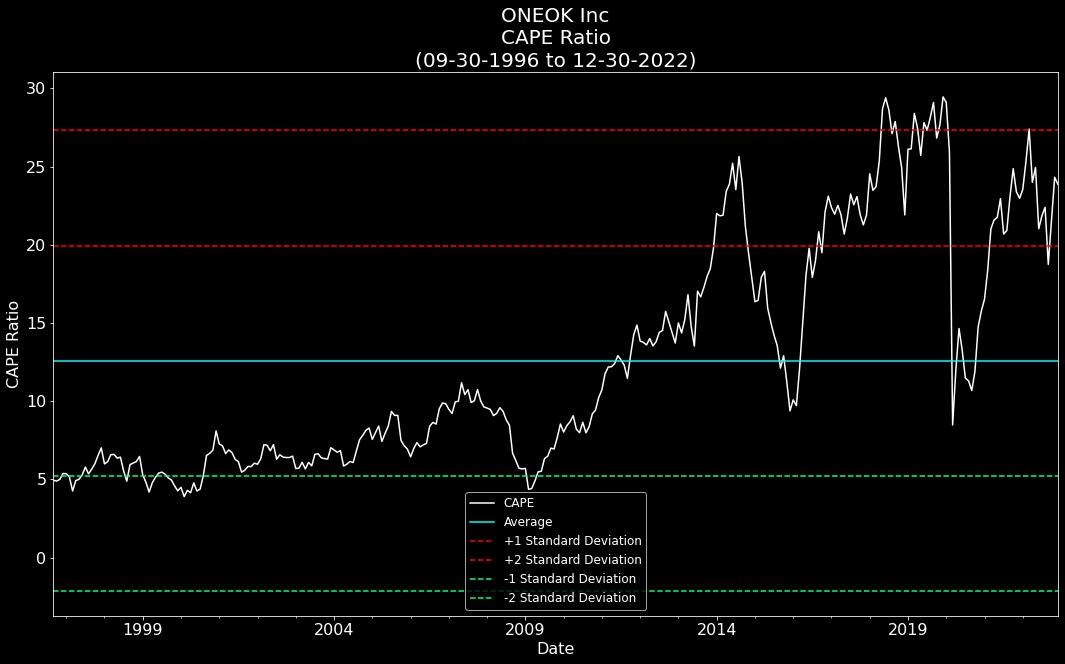 ONEOK Inc
CAPE Ratio
(09-30-1996 to 12-30-2022)
CAPE Ratio
30
25
20
15
10
5
0
CAPE
Average
+1 Standard Deviation
+2 Standard Deviation
-1 Standard Deviation
-2 Standard Deviation
1999
2004
2009
2014
2019
Date